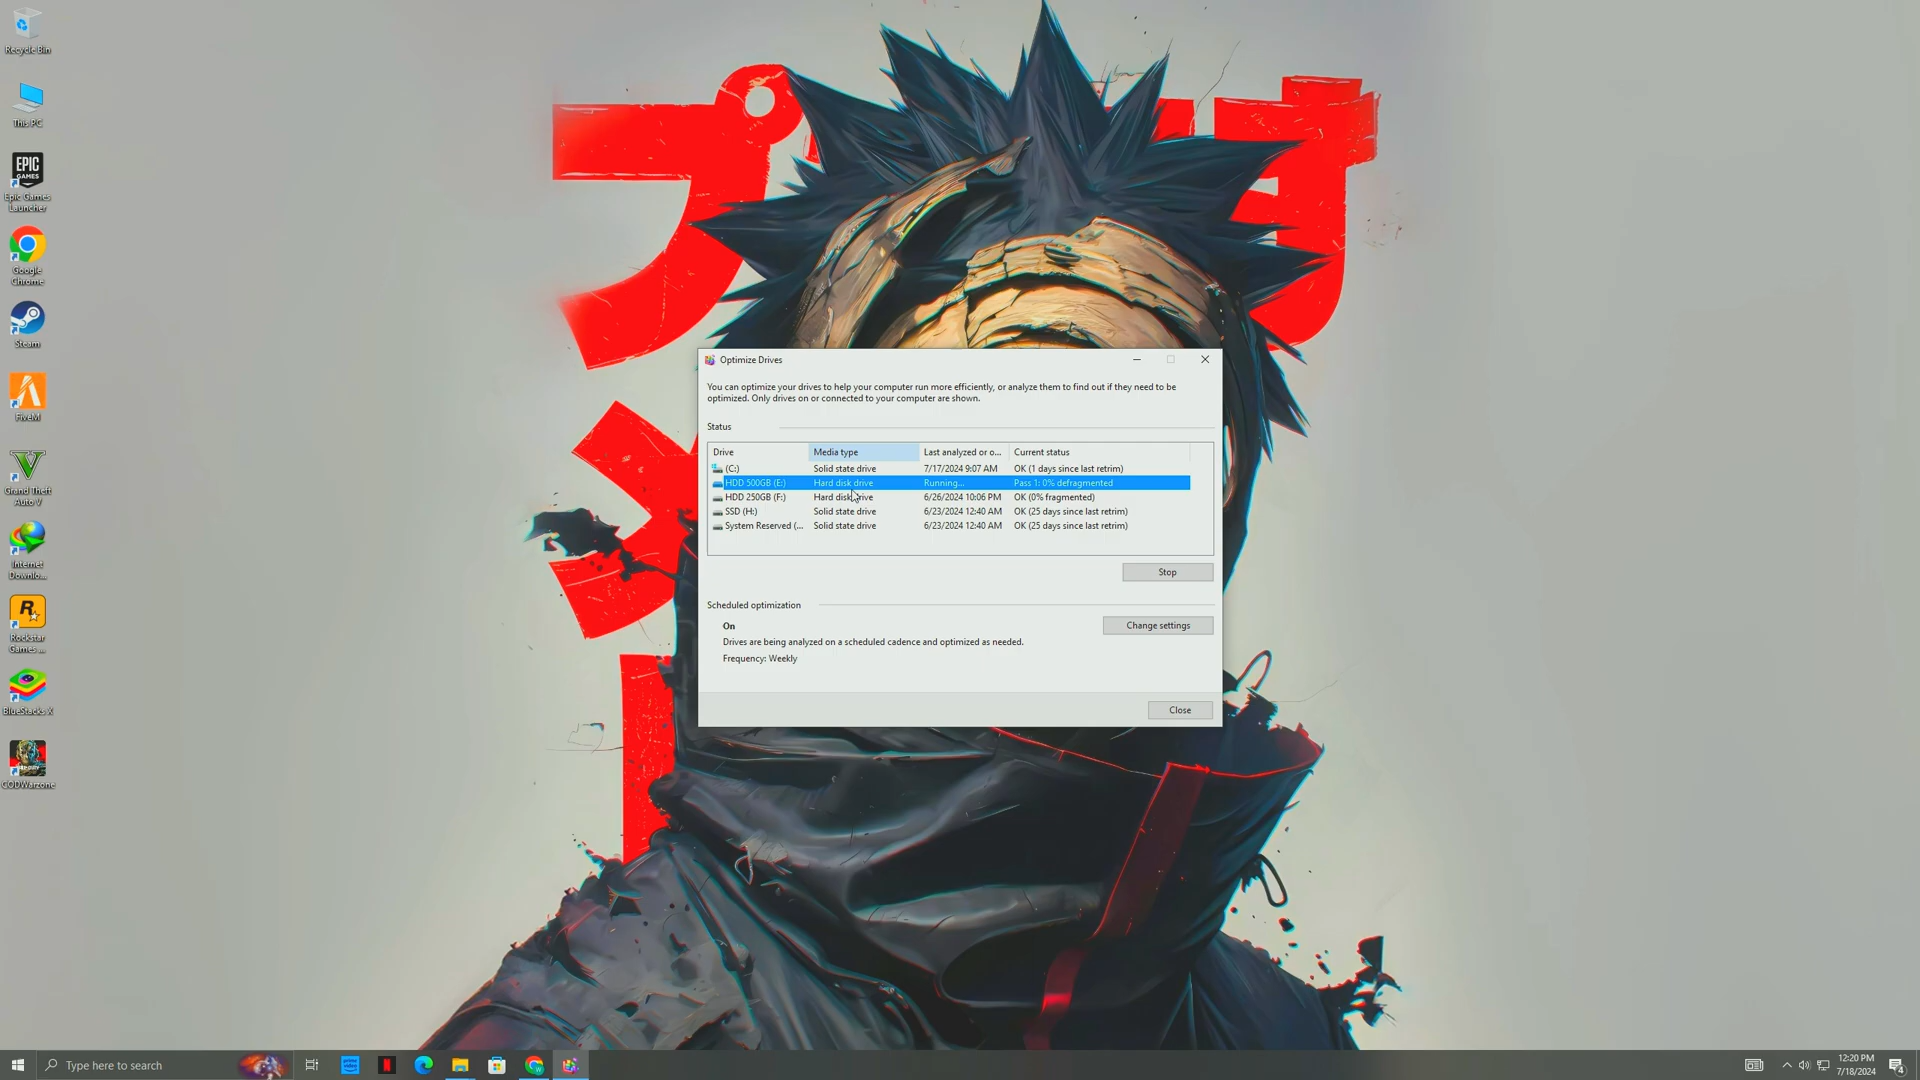 Recycle Bin
This PC
EPIC
GAMES
Epic Games
Launcher
Google
Chrome
Steam
FiveM
Grand Theft
Auto V
Internet
Downlo...
Rockstar
Games ...
BlueStacks X
CODWarzone
Optimize Drives
You can optimize your drives to help your computer run more efficiently, or analyze them to find out if they need to be
optimized. Only drives on or connected to your computer are shown.
Status
Drive Media type Last analyzed or o... Current status
(C:) Solid state drive 7/17/2024 9:07 AM OK (1 days since last retrim)
HDD 500GB (E:) Hard disk drive Running... Pass 1: 0% defragmented
HDD 250GB (F:) Hard disk drive 6/26/2024 10:06 PM OK (0% fragmented)
SSD (H:) Solid state drive 6/23/2024 12:40 AM OK (25 days since last retrim)
System Reserved (... Solid state drive 6/23/2024 12:40 AM OK (25 days since last retrim)
Stop
Scheduled optimization
On
Change settings
Drives are being analyzed on a scheduled cadence and optimized as needed.
Frequency: Weekly
Close
Type here to search
12:20 PM
7/18/2024
4